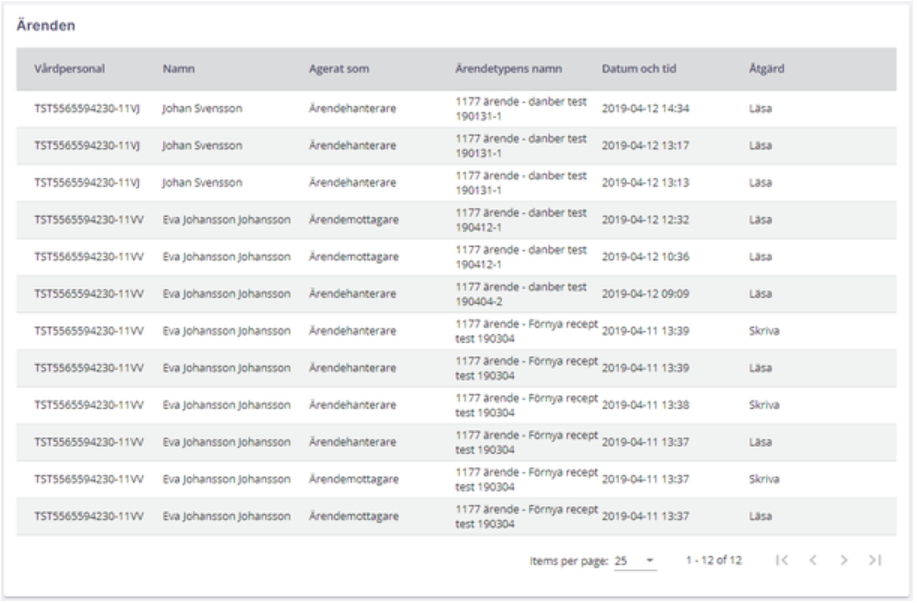 Ärenden
Vårdpersonal Namn Agerat som Ärendetypens namn Datum och tid Åtgärd
TST5565594230-11VJ Johan Svensson Ärendehanterare 1177 ärende - danber test 2019-04-12 14:34 Läsa
190131-1
TST5565594230-11VJ Johan Svensson Ärendehanterare 1177 ärende - danber test 2019-04-12 13:17 Läsa
190131-1
TST5565594230-11VJ Johan Svensson Ärendehanterare 1177 ärende - danber test 2019-04-12 13:13 Läsa
190131-1
TST5565594230-11VV Eva Johansson Johansson Ärendemottagare 1177 ärende - danber test 2019-04-12 12:32 Läsa
190412-1
TST5565594230-11VV Eva Johansson Johansson Ärendemottagare 1177 ärende - danber test 2019-04-12 10:36 Läsa
190412-1
TST5565594230-11VV Eva Johansson Johansson Ärendehanterare 1177 ärende - danber test 2019-04-12 09:09 Läsa
190404-2
TST5565594230-11VV Eva Johansson Johansson Ärendehanterare 1177 ärende - Förnya recept 2019-04-11 13:39 Skriva
test 190304
TST5565594230-11VV Eva Johansson Johansson Ärendehanterare 1177 ärende - Förnya recept 2019-04-11 13:39 Läsa
test 190304
TST5565594230-11VV Eva Johansson Johansson Ärendehanterare 1177 ärende - Förnya recept 2019-04-11 13:38 Skriva
test 190304
TST5565594230-11VV Eva Johansson Johansson Ärendehanterare 1177 ärende - Förnya recept 2019-04-11 13:37 Läsa
test 190304
TST5565594230-11VV Eva Johansson Johansson Ärendemottagare 1177 ärende - Förnya recept 2019-04-11 13:37 Skriva
test 190304
TST5565594230-11VV Eva Johansson Johansson Ärendemottagare 1177 ärende - Förnya recept 2019-04-11 13:37 Läsa
test 190304
Items per page: 25 1 - 12 of 12